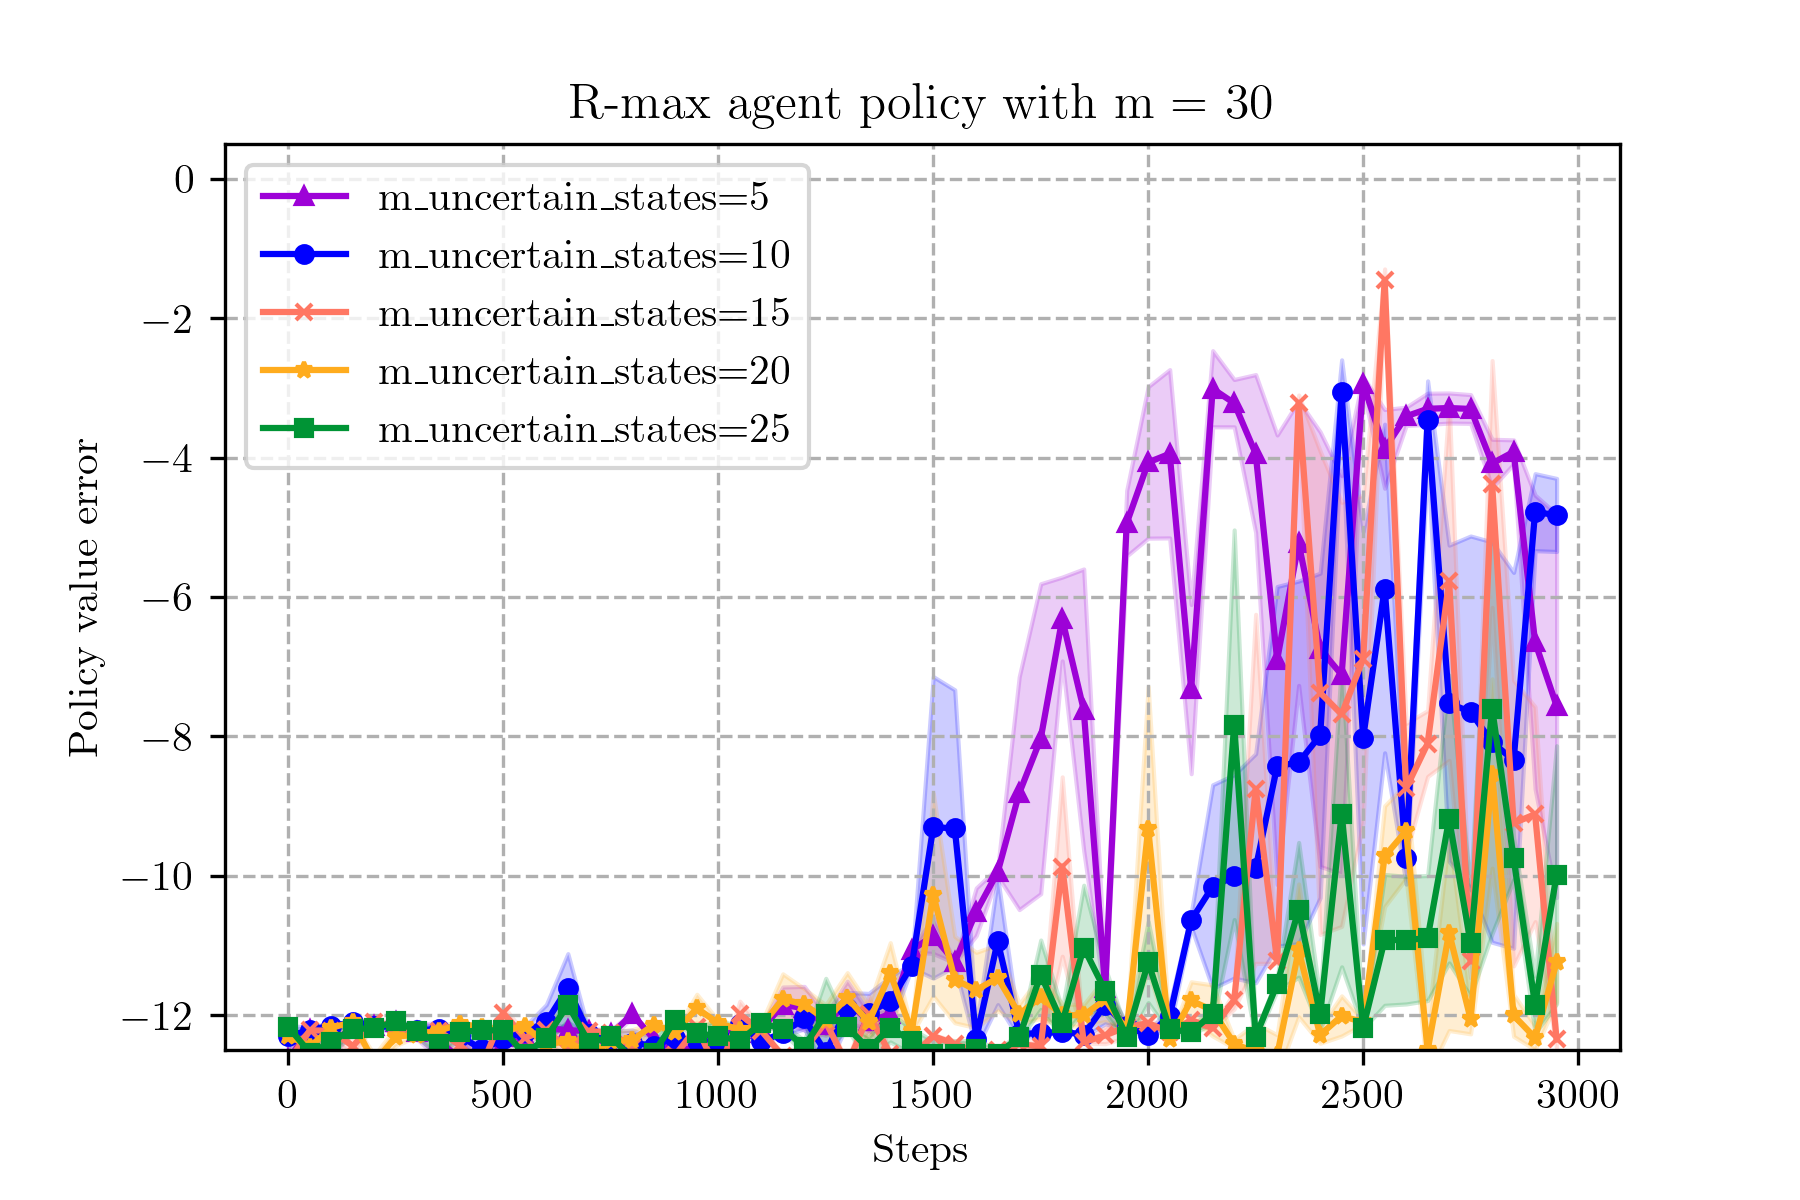 R-max agent policy with m = 30
m_uncertain_states=5
m_uncertain_states=10
m_uncertain_states=15
m_uncertain_states=20
m_uncertain_states=25
Policy value error
0
−2
−4
−6
−8
−10
−12
0 500 1000 1500 2000 2500 3000
Steps